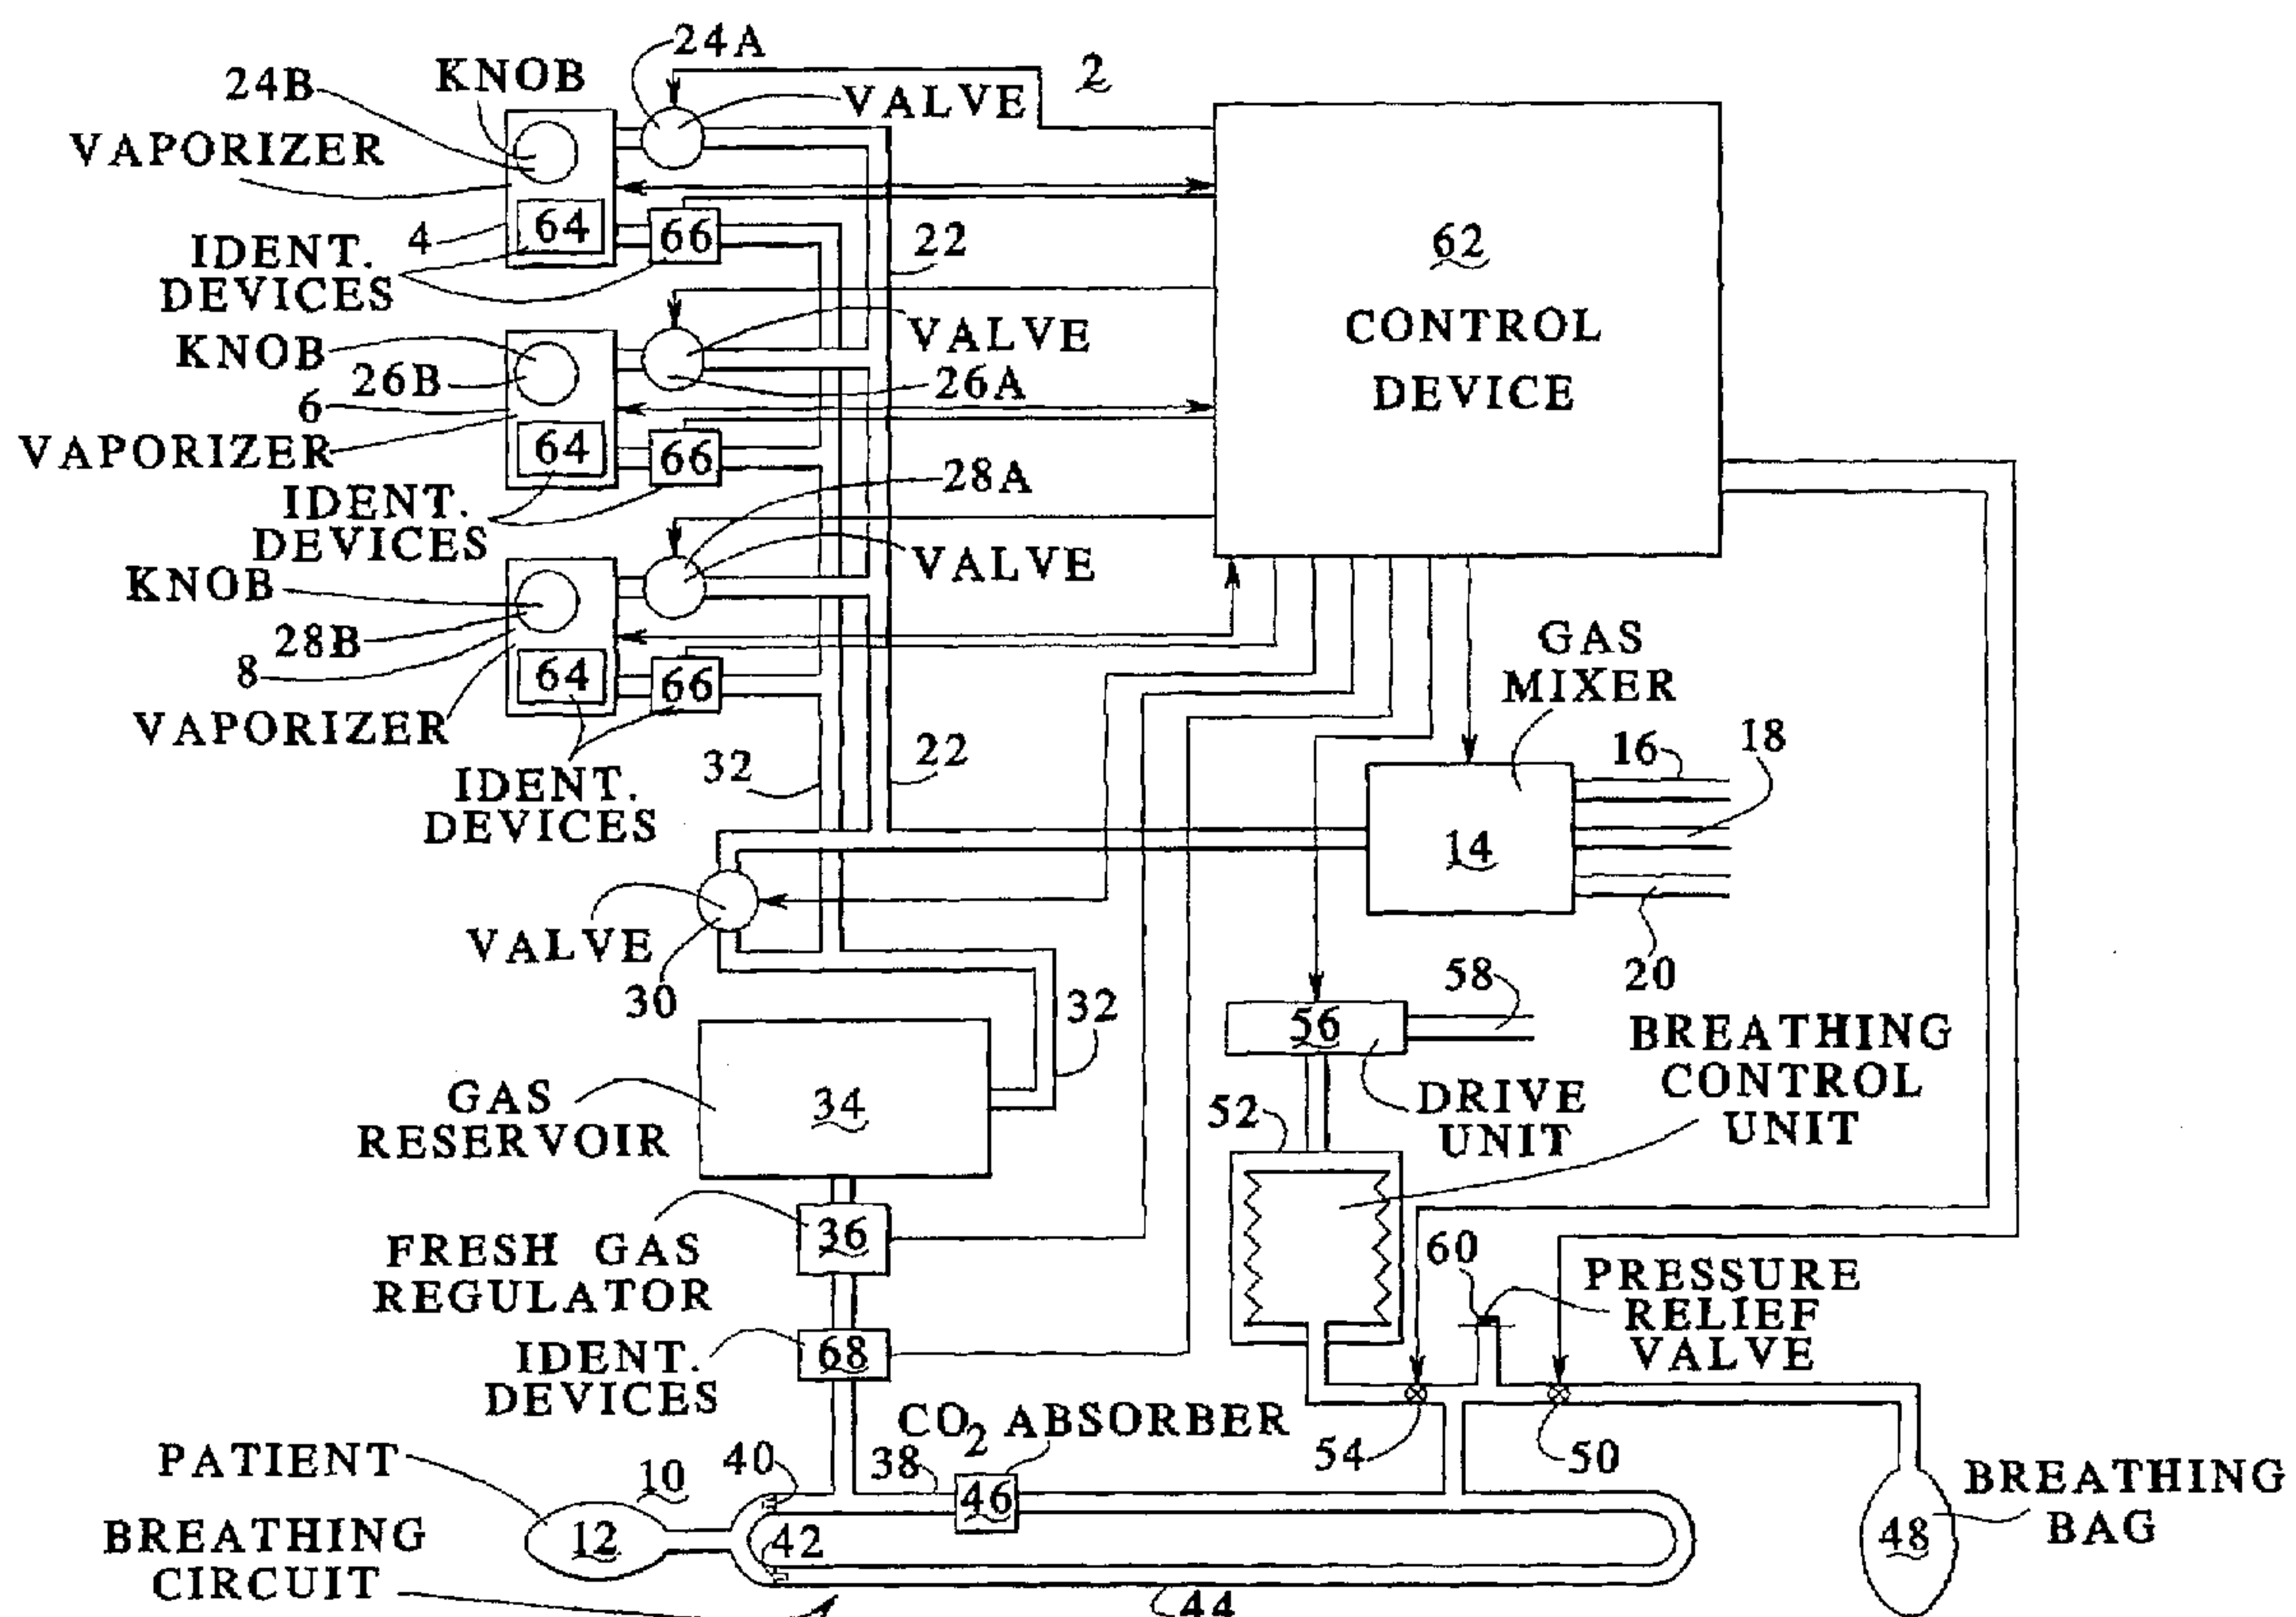 24A
2
24B
KNOB
VALVE
VAPORIZER
4
64
66
22
62
IDENT.
DEVICES
CONTROL
DEVICE
KNOB
VALVE
26B
26A
6
VAPORIZER
64
66
28A
IDENT.
DEVICES
VALVE
KNOB
28B
8
64
66
VAPORIZER
GAS
MIXER
IDENT.
DEVICES
32
22
16
18
14
VALVE
30
20
58
32
56
BREATHING
CONTROL
UNIT
GAS
RESERVOIR
34
52
DRIVE
UNIT
FRESH GAS
REGULATOR
36
60
PRESSURE
RELIEF
VALVE
IDENT.
DEVICES
68
CO2 ABSORBER
54
50
PATIENT
10
40
38
46
BREATHING
BAG
48
12
42
BREATHING
CIRCUIT
44